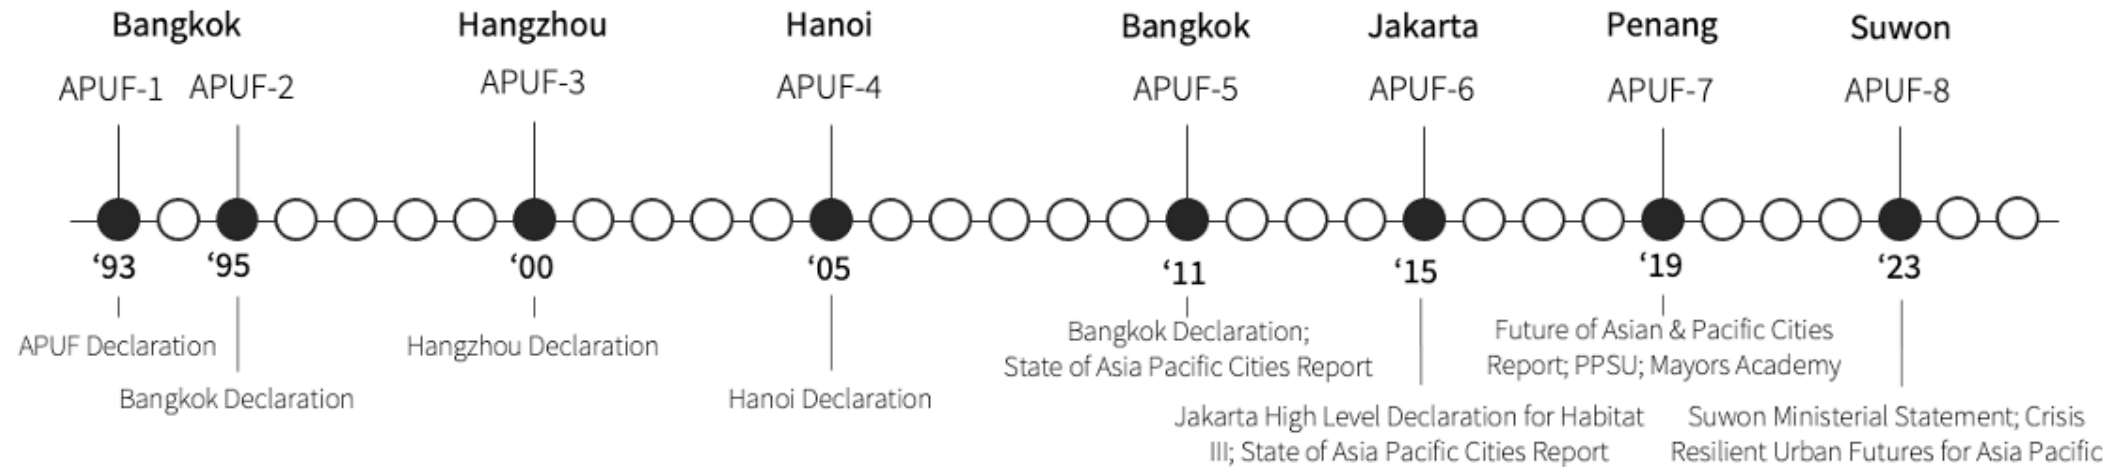 Bangkok
Hangzhou
Hanoi
Bangkok
Jakarta
Penang
Suwon
APUF-1
APUF-2
APUF-3
APUF-4
APUF-5
APUF-6
APUF-7
APUF-8
‘93
‘95
‘00
‘05
‘11
‘15
‘19
‘23
APUF Declaration
Bangkok Declaration
Hangzhou Declaration
Hanoi Declaration
Bangkok Declaration;
State of Asia Pacific Cities Report
Jakarta High Level Declaration for Habitat
III; State of Asia Pacific Cities Report
Future of Asian & Pacific Cities
Report; PPSU; Mayors Academy
Suwon Ministerial Statement; Crisis
Resilient Urban Futures for Asia Pacific